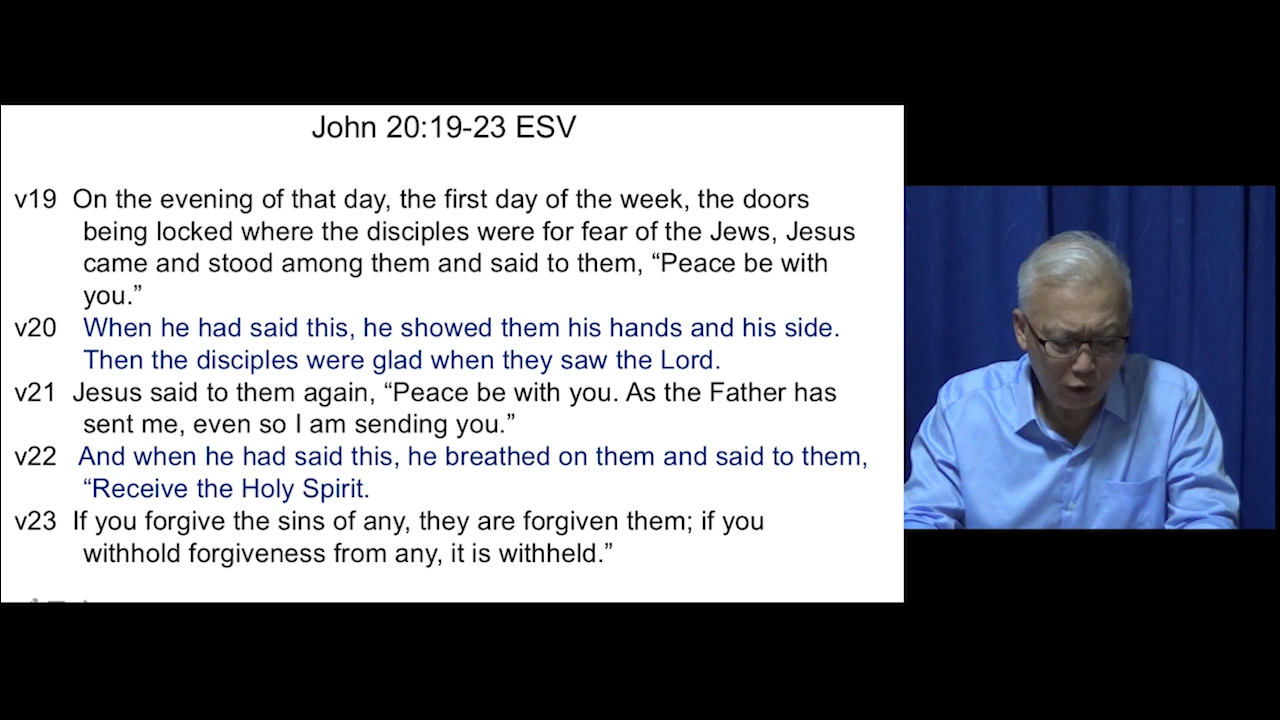 John 20:19-23 ESV
v19 On the evening of that day, the first day of the week, the doors
being locked where the disciples were for fear of the Jews, Jesus
came and stood among them and said to them, “Peace be with
you.”
v20 When he had said this, he showed them his hands and his side.
Then the disciples were glad when they saw the Lord.
v21 Jesus said to them again, “Peace be with you. As the Father has
sent me, even so I am sending you.”
v22 And when he had said this, he breathed on them and said to them,
“Receive the Holy Spirit.
v23 If you forgive the sins of any, they are forgiven them; if you
withhold forgiveness from any, it is withheld.”